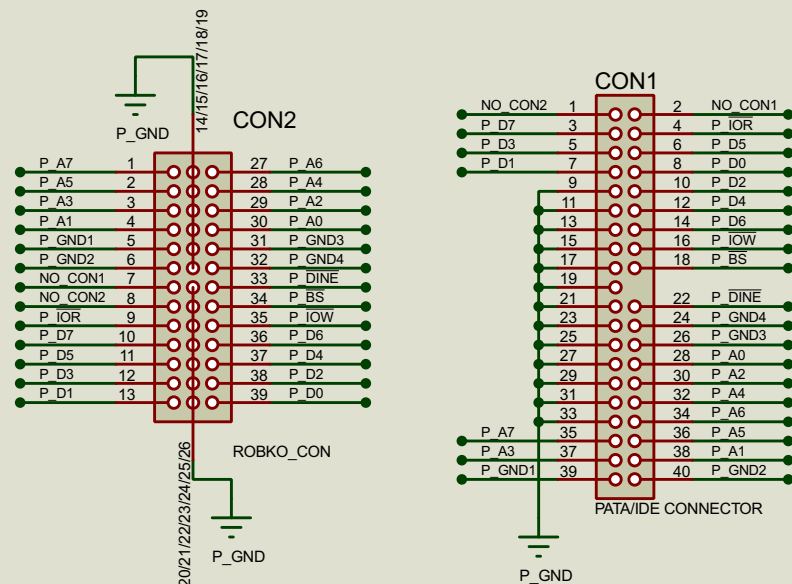 14/15/16/17/18/19
P_GND
CON2
P_A7 1 27 P_A6
P_A5 2 28 P_A4
P_A3 3 29 P_A2
P_A1 4 30 P_A0
P_GND1 5 31 P_GND3
P_GND2 6 32 P_GND4
NO_CON1 7 33 P_DINE
NO_CON2 8 34 P_BS
P_IOR 9 35 P_IOW
P_D7 10 36 P_D6
P_D5 11 37 P_D4
P_D3 12 38 P_D2
P_D1 13 39 P_D0
ROBKO_CON
20/21/22/23/24/25/26
P_GND
CON1
NO_CON2 1 2 NO_CON1
P_D7 3 4 P_IOR
P_D3 5 6 P_D5
P_D1 7 8 P_D0
9 10 P_D2
11 12 P_D4
13 14 P_D6
15 16 P_IOW
17 18 P_BS
19
21 22 P_DINE
23 24 P_GND4
25 26 P_GND3
27 28 P_A0
29 30 P_A2
31 32 P_A4
33 34 P_A6
P_A7 35 36 P_A5
P_A3 37 38 P_A1
P_GND1 39 40 P_GND2
PATA/IDE CONNECTOR
P_GND